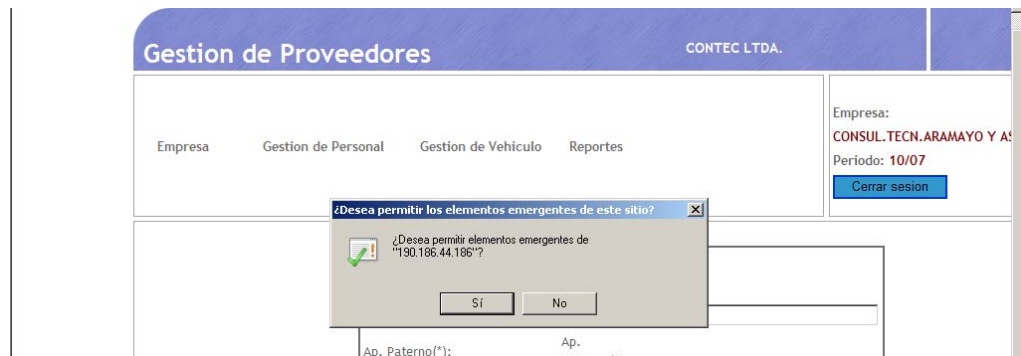 Gestion de Proveedores
CONTEC LTDA.
Empresa
Gestion de Personal
Gestion de Vehiculo
Reportes
Empresa:
CONSUL.TECN.ARAMAYO Y
Periodo: 10/07
Cerrar sesion
¿Desea permitir los elementos emergentes de este sitio?
¿Desea permitir elementos emergentes de
"190.186.44.186"?
Sí
No
Ap. Paterno(*):
Ap.